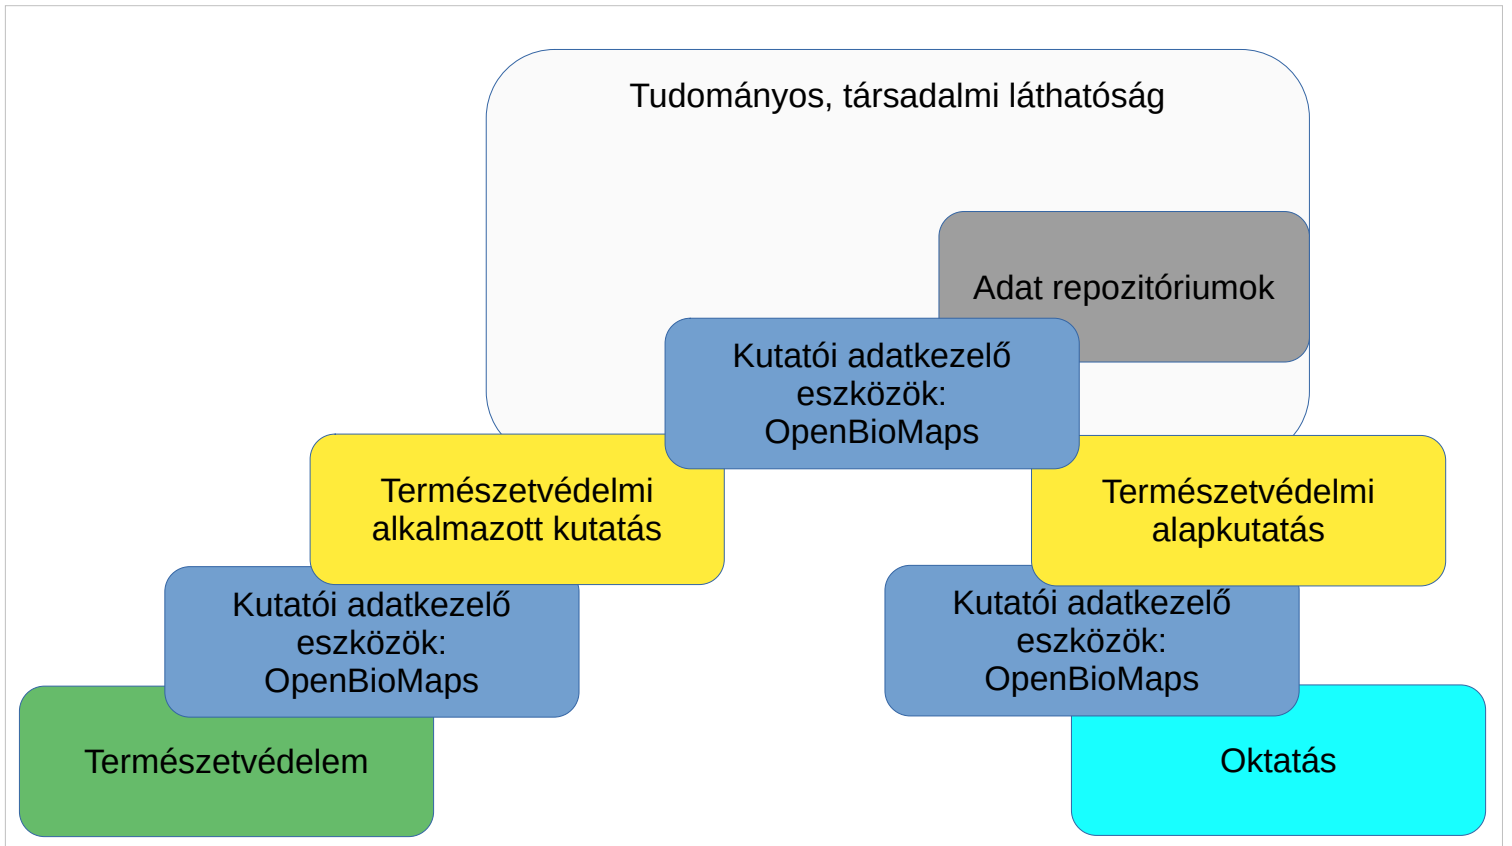 Tudományos, társadalmi láthatóság
Adat repozitóriumok
Kutatói adatkezelő
eszközök:
OpenBioMaps
Természetvédelmi
alkalmazott kutatás
Természetvédelmi
alapkutatás
Kutatói adatkezelő
eszközök:
OpenBioMaps
Kutatói adatkezelő
eszközök:
OpenBioMaps
Természetvédelem
Oktatás